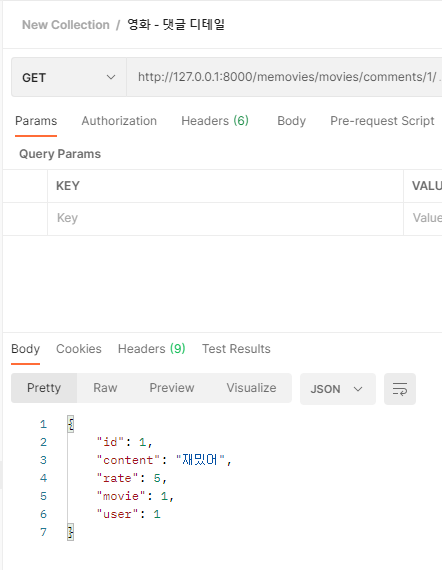 New Collection / 영화 - 댓글 디테일
GET http://127.0.0.1:8000/memovies/movies/comments/1/
Params Authorization Headers (6) Body Pre-request Script
Query Params
KEY VALU
Key Value
Body Cookies Headers (9) Test Results
Pretty Raw Preview Visualize JSON
1 {
2 "id": 1,
3 "content": "재밌어",
4 "rate": 5,
5 "movie": 1,
6 "user": 1
7 }